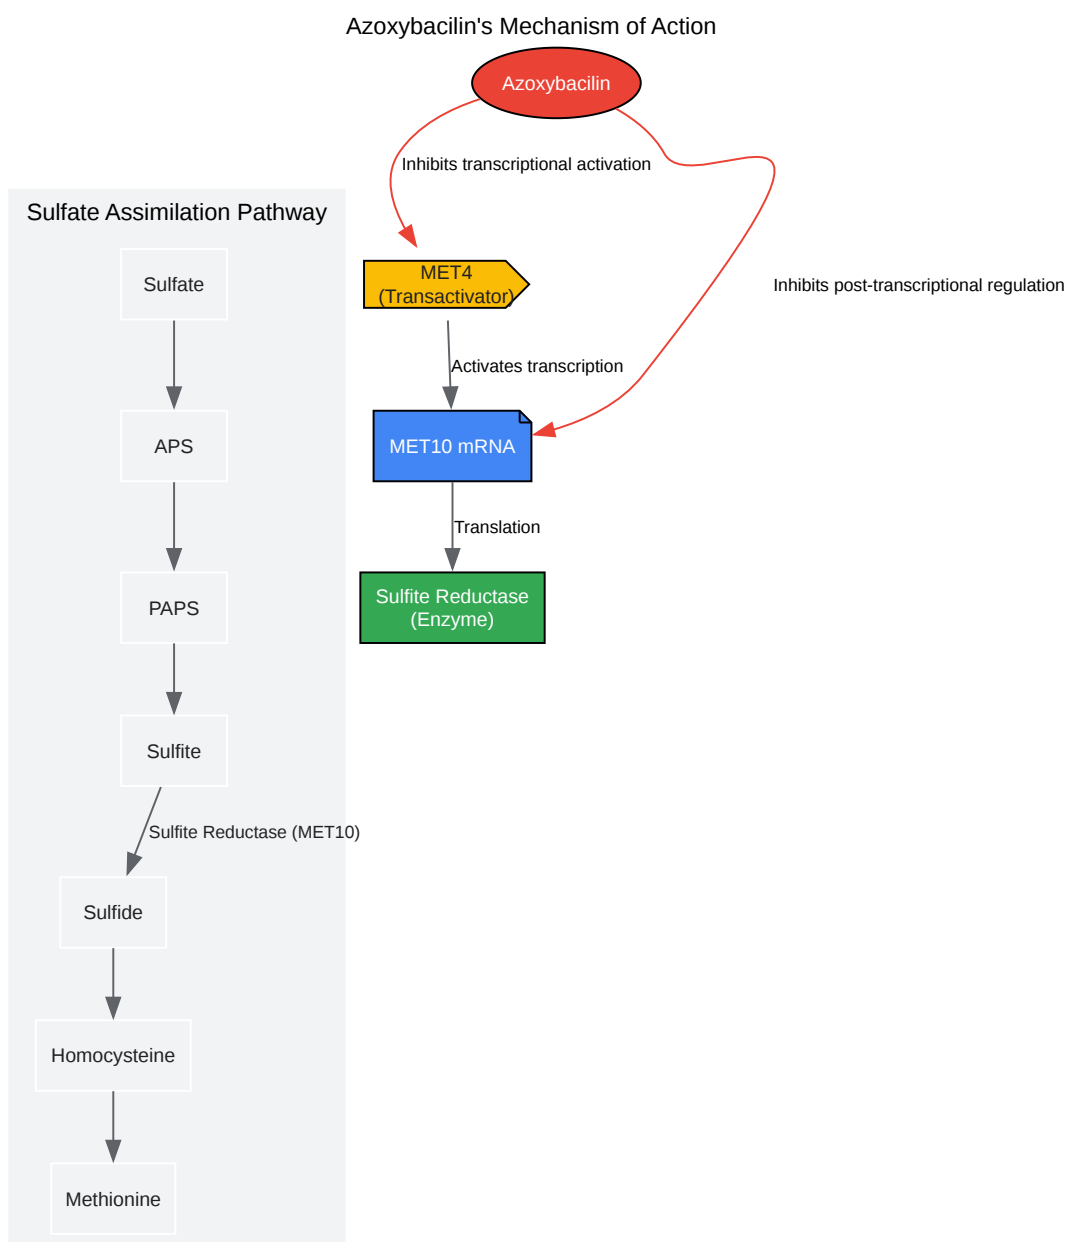 Azoxybacilin's Mechanism of Action
Azoxybacilin
Inhibits transcriptional activation
Inhibits post-transcriptional regulation
MET4
(Transactivator)
Activates transcription
MET10 mRNA
Translation
Sulfite Reductase
(Enzyme)
Sulfate Assimilation Pathway
Sulfate
APS
PAPS
Sulfite
Sulfite Reductase (MET10)
Sulfide
Homocysteine
Methionine